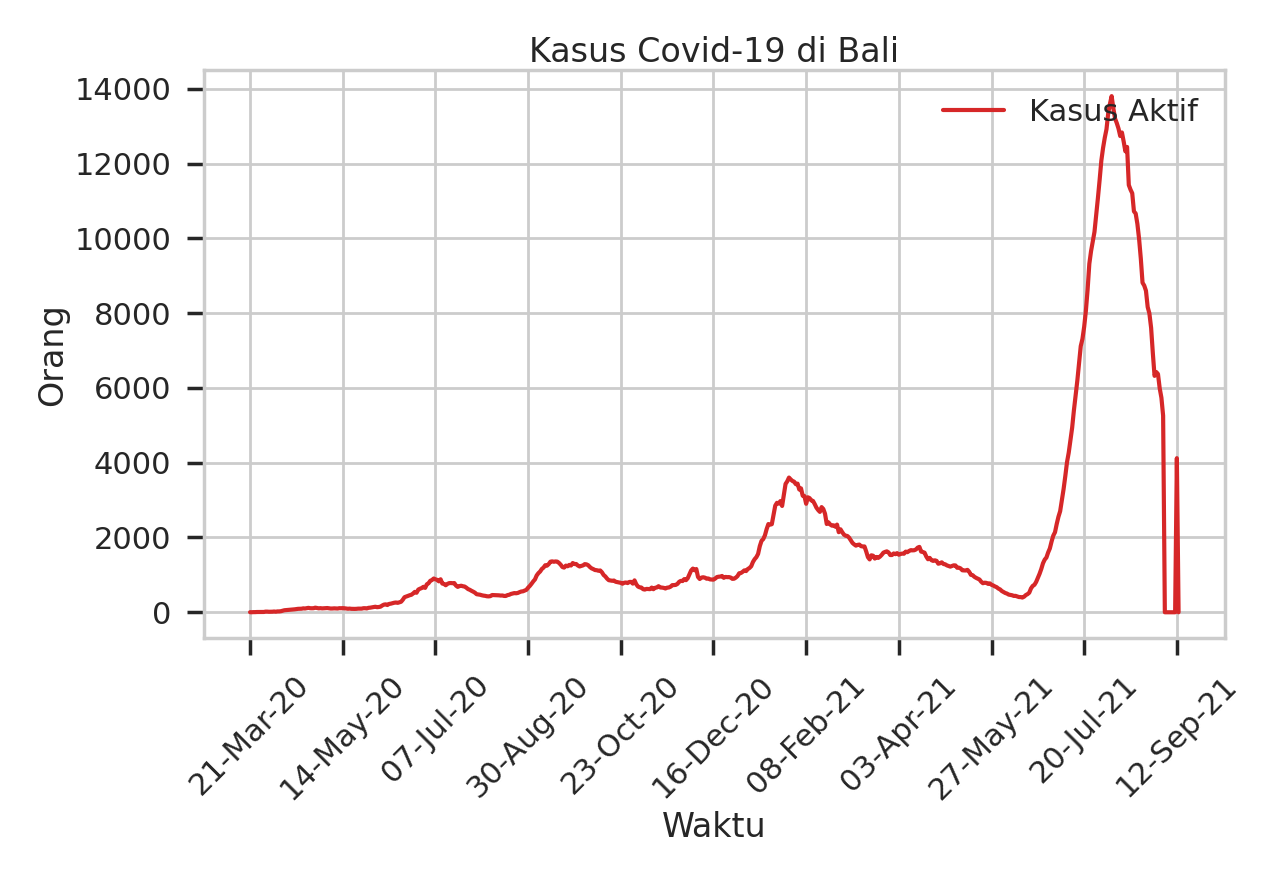 Kasus Covid-19 di Bali
Kasus Aktif
14000
12000
10000
8000
6000
4000
2000
0
Orang
21-Mar-20
14-May-20
07-Jul-20
30-Aug-20
23-Oct-20
16-Dec-20
08-Feb-21
03-Apr-21
27-May-21
20-Jul-21
12-Sep-21
Waktu